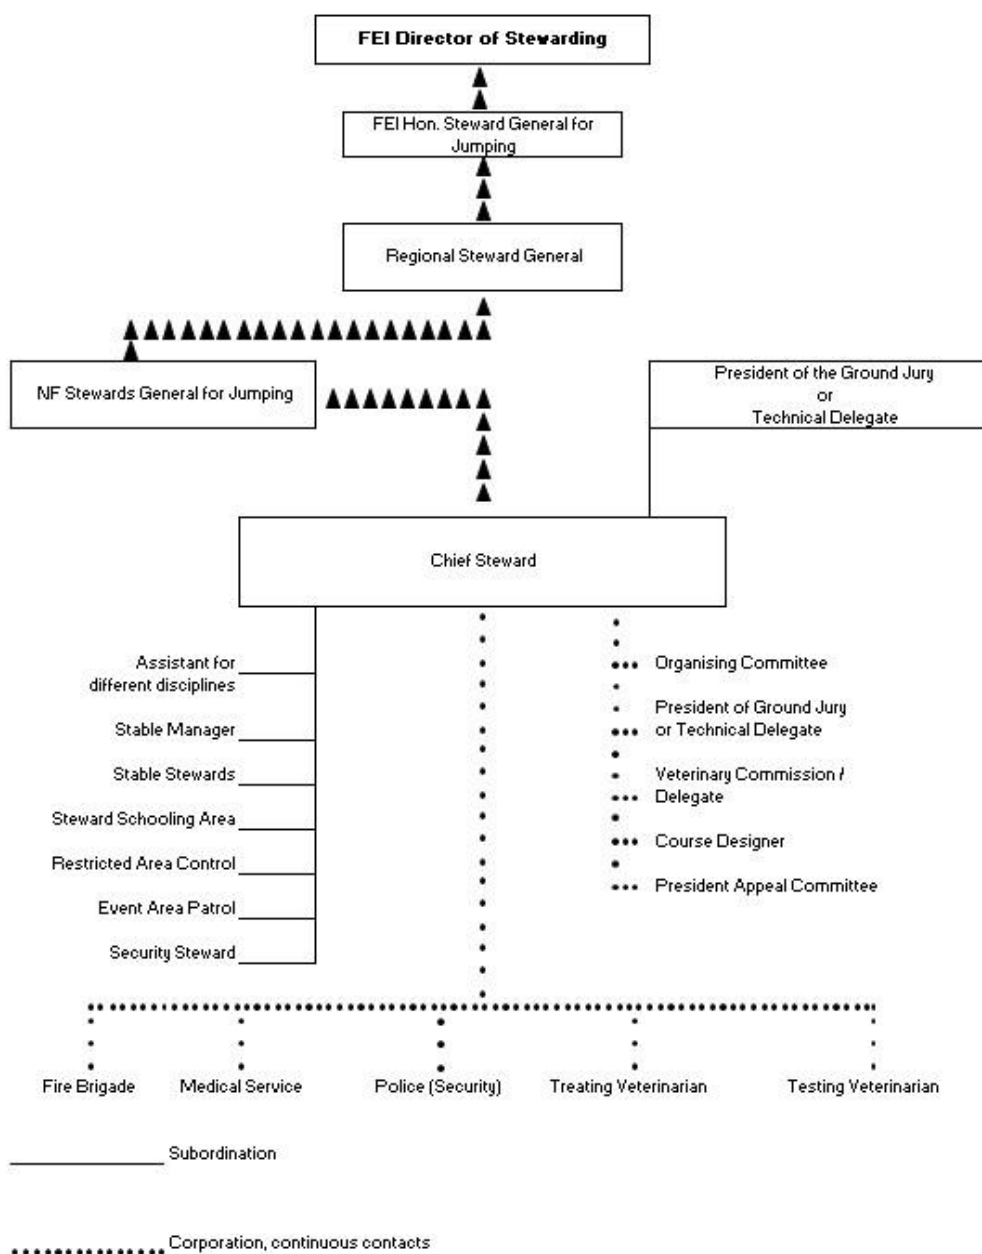 FEI Director of Stewarding
FEI Hon. Steward General for
Jumping
Regional Steward General
NF Stewards General for Jumping
President of the Ground Jury
or
Technical Delegate
Chief Steward
Assistant for
different disciplines
Stable Manager
Stable Stewards
Steward Schooling Area
Restricted Area Control
Event Area Patrol
Security Steward
Organising Committee
President of Ground Jury
or Technical Delegate
Veterinary Commission /
Delegate
Course Designer
President Appeal Committee
Fire Brigade
Medical Service
Police (Security)
Treating Veterinarian
Testing Veterinarian
Subordination
Corporation, continuous contacts